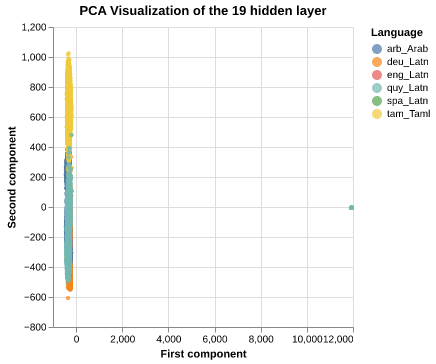 PCA Visualization of the 19 hidden layer
Language
arb_Arab
deu_Latn
eng_Latn
quy_Latn
spa_Latn
tam_Taml
1,200
1,000
800
600
400
200
0
−200
−400
−600
−800
Second component
0 2,000 4,000 6,000 8,000 10,000 12,000
First component